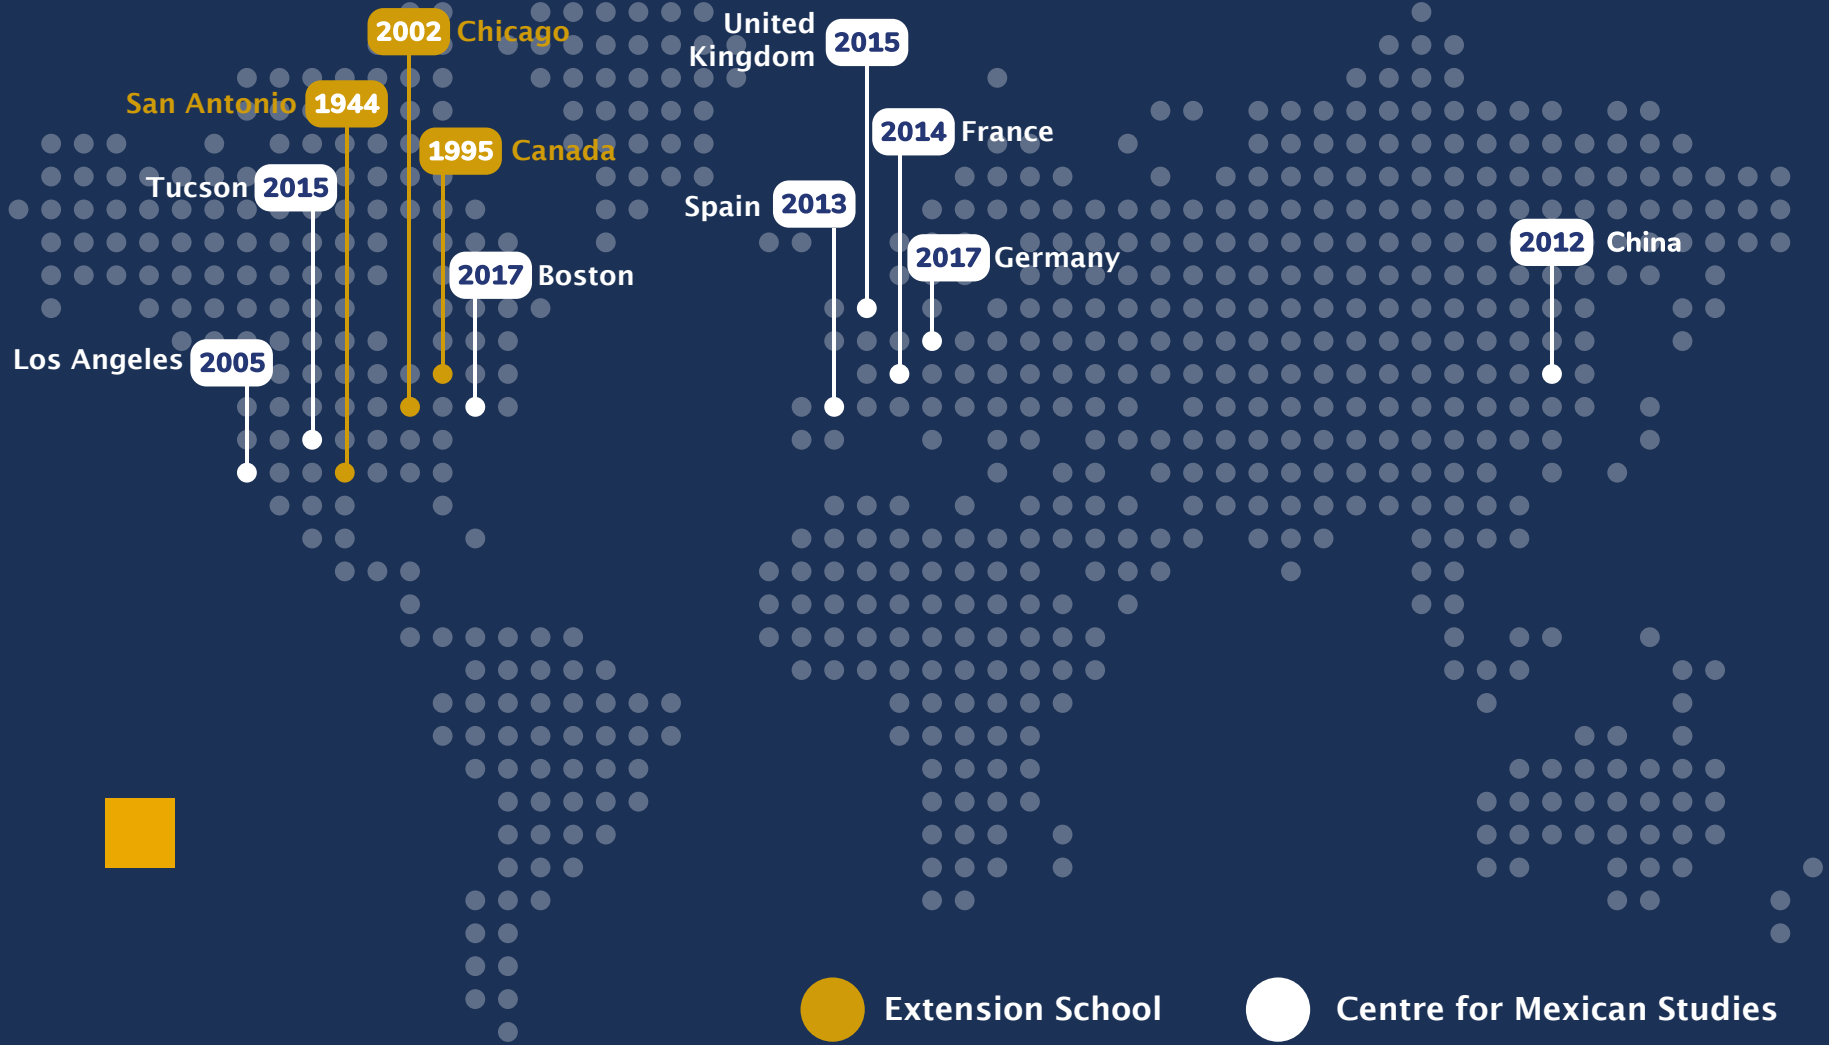 2002 Chicago
San Antonio 1944
1995 Canada
Tucson 2015
2017 Boston
Los Angeles 2005
United
Kingdom
2015
2014 France
Spain 2013
2017 Germany
2012 China
Extension School
Centre for Mexican Studies